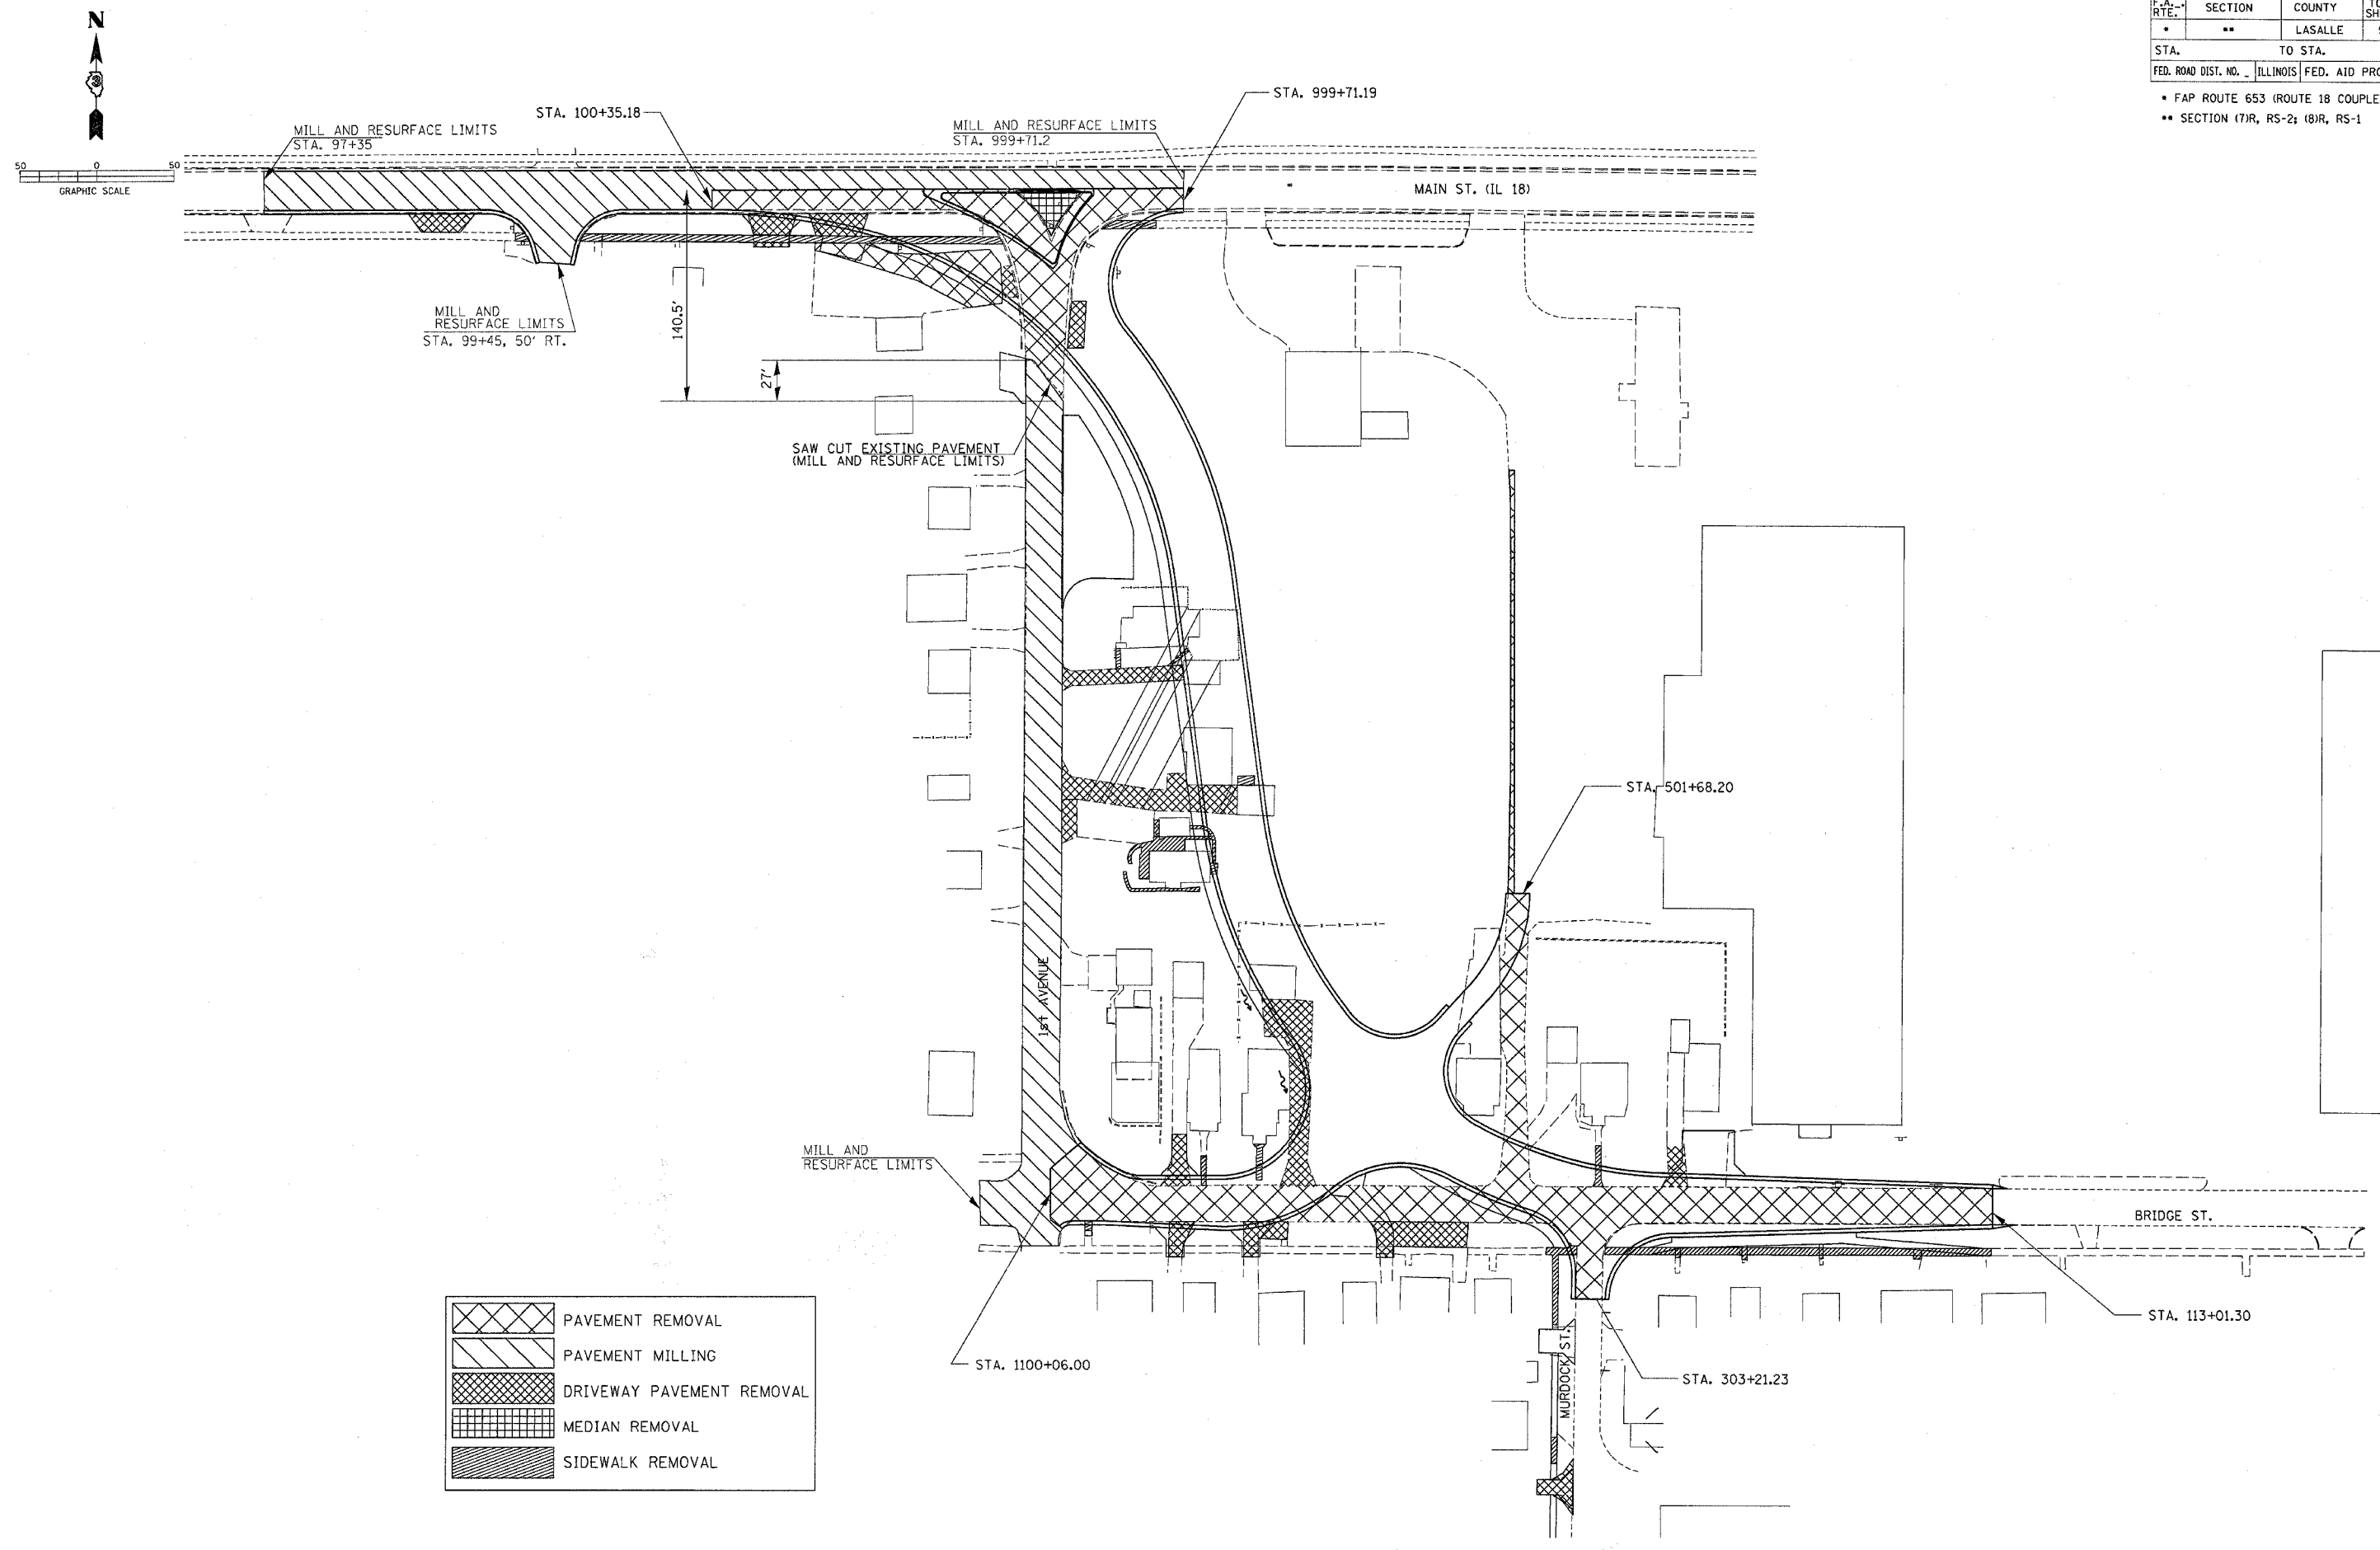 N
3
50 0 50
GRAPHIC SCALE
F.A.
RTE. SECTION COUNTY
* ** LASALLE
STA. TO STA.
FED. ROAD DIST. NO. _ ILLINOIS FED. AID
* FAP ROUTE 653 (ROUTE 18
** SECTION (7)R, RS-2; (8)R, RS-1
STA. 100+35.18
STA. 999+71.19
MILL AND RESURFACE LIMITS
STA. 97+35
MILL AND RESURFACE LIMITS
STA. 999+71.2
MAIN ST. (IL 18)
MILL AND
RESURFACE LIMITS
STA. 99+45, 50' RT.
140.5'
27'
SAW CUT EXISTING PAVEMENT
(MILL AND RESURFACE LIMITS)
STA. 501+68.20
1st AVENUE
MILL AND
RESURFACE LIMITS
BRIDGE ST.
STA. 113+01.30
STA. 1100+06.00
STA. 303+21.23
MURDOCK ST.
PAVEMENT REMOVAL
PAVEMENT MILLING
DRIVEWAY PAVEMENT REMOVAL
MEDIAN REMOVAL
SIDEWALK REMOVAL